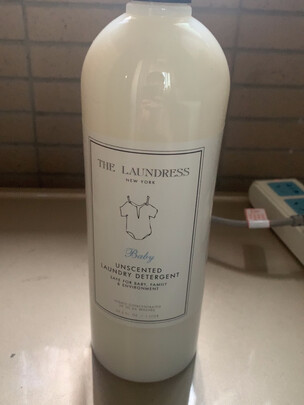 THE LAUNDRESS
NEW YORK
Baby
UNSCENTED
LAUNDRY DETERGENT
SAFE FOR BABY, FAMILY
& ENVIRONMENT